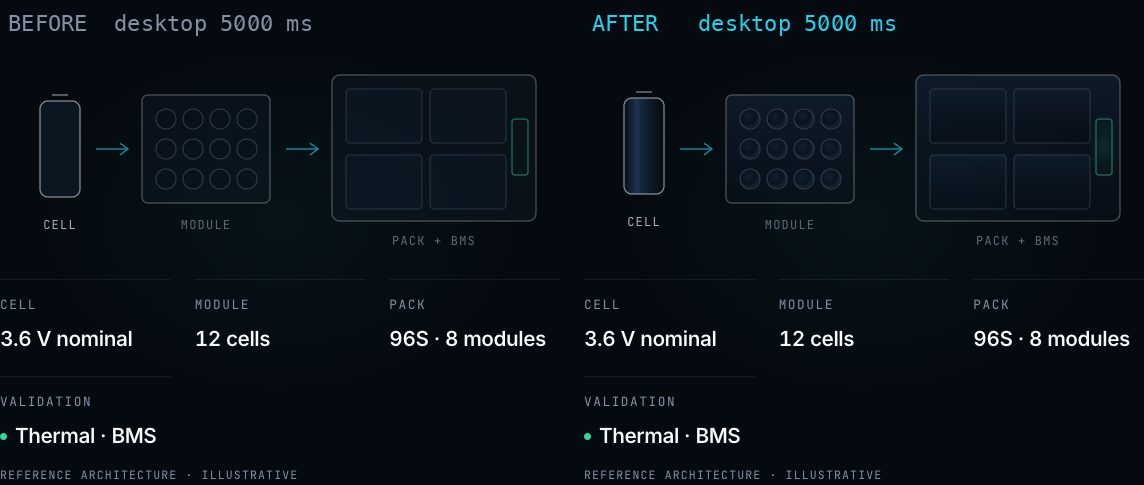 BEFORE desktop 5000 ms
CELL
MODULE
PACK + BMS
CELL
3.6 V nominal
MODULE
12 cells
PACK
96S · 8 modules
VALIDATION
Thermal · BMS
REFERENCE ARCHITECTURE · ILLUSTRATIVE
AFTER desktop 5000 ms
CELL
MODULE
PACK + BMS
CELL
3.6 V nominal
MODULE
12 cells
PACK
96S · 8 modules
VALIDATION
Thermal · BMS
REFERENCE ARCHITECTURE · ILLUSTRATIVE